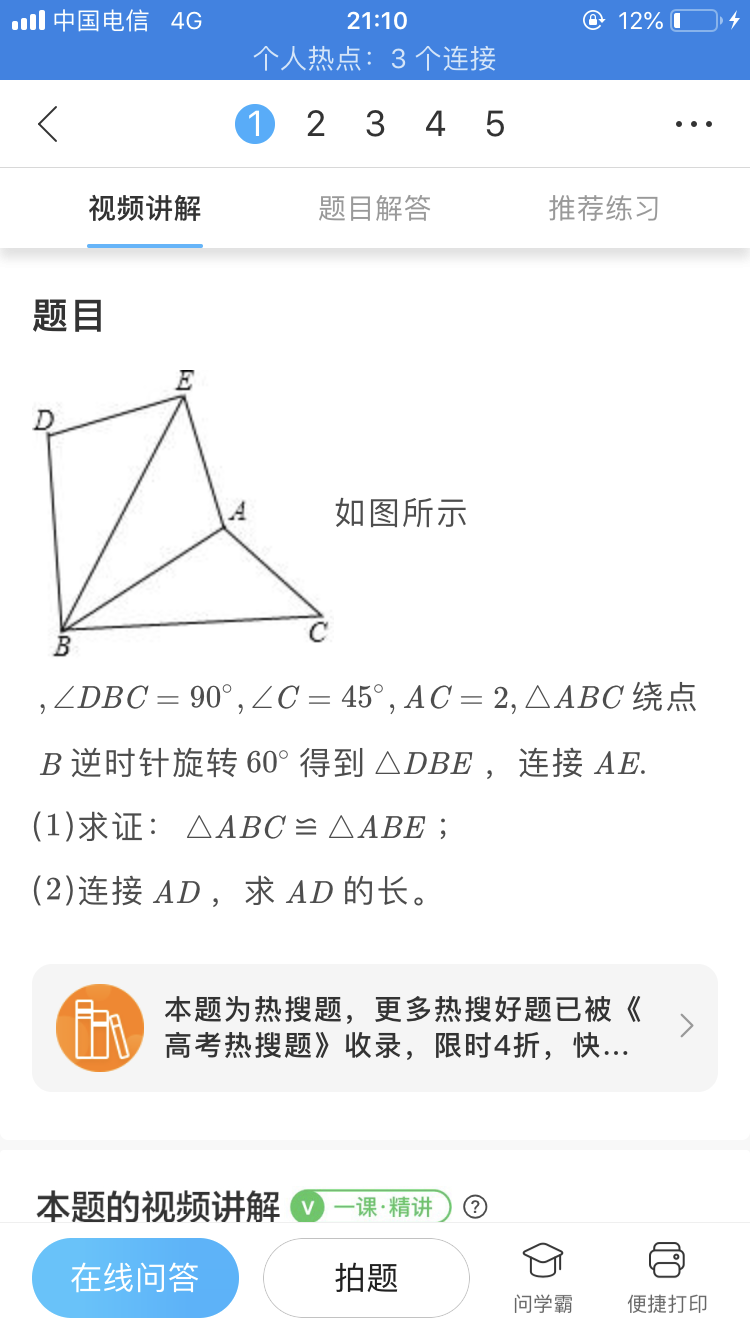 中国电信 4G 21:10 12%
个人热点：3 个连接
1 2 3 4 5
视频讲解 题目解答 推荐练习
题目
E
D
A
如图所示
B
C
,∠DBC = 90°,∠C = 45°, AC = 2, △ABC 绕点
B 逆时针旋转 60° 得到 △DBE ，连接 AE.
(1)求证： △ABC ≌ △ABE ；
(2)连接 AD ，求 AD 的长。
本题为热搜题，更多热搜好题已被《
高考热搜题》收录，限时4折，快...
本题的视频讲解 V 一课·精讲 ?
在线问答 拍题 问学霸 便捷打印